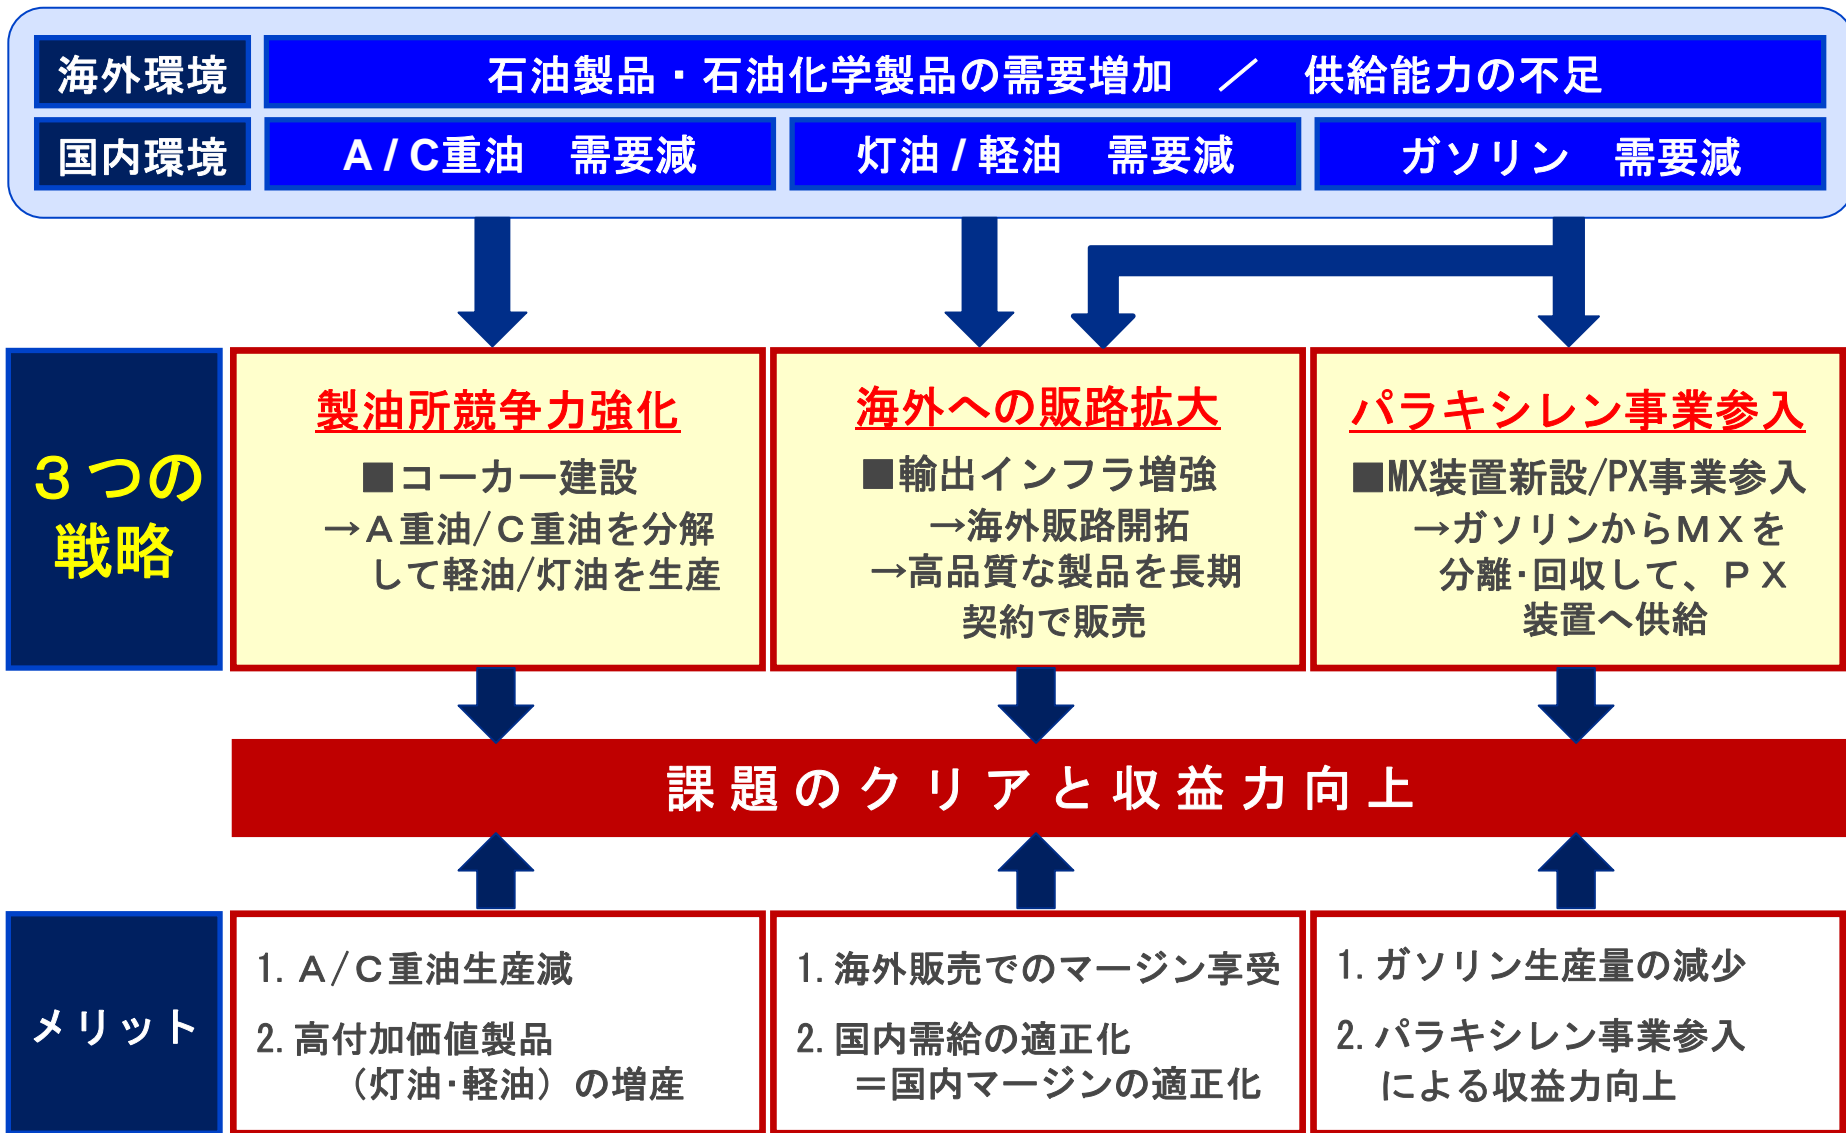 海外環境
石油製品・石油化学製品の需要増加　／　供給能力の不足
国内環境
A / C重油　需要減
灯油 / 軽油　需要減
ガソリン　需要減
３つの
戦略
製油所競争力強化
■コーカー建設
→Ａ重油/Ｃ重油を分解
して軽油/灯油を生産
海外への販路拡大
■輸出インフラ増強
→海外販路開拓
→高品質な製品を長期
契約で販売
パラキシレン事業参入
■MX装置新設/PX事業参入
→ガソリンからＭＸを
分離・回収して、ＰＸ
装置へ供給
課題のクリアと収益力向上
メリット
1. Ａ/Ｃ重油生産減
2. 高付加価値製品
（灯油・軽油）の増産
1. 海外販売でのマージン享受
2. 国内需給の適正化
＝国内マージンの適正化
1. ガソリン生産量の減少
2. パラキシレン事業参入
による収益力向上